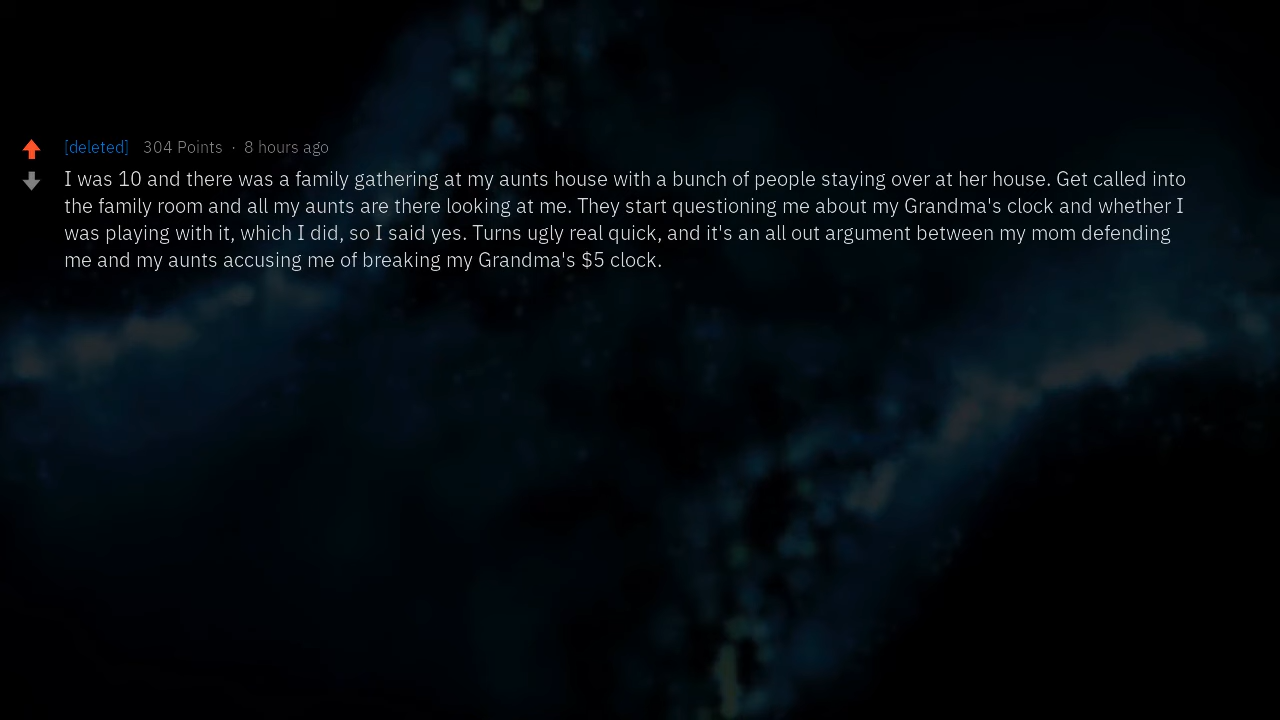 [deleted] 304 Points · 8 hours ago
I was 10 and there was a family gathering at my aunts house with a bunch of people staying over at her house. Get called into
the family room and all my aunts are there looking at me. They start questioning me about my Grandma's clock and whether I
was playing with it, which I did, so I said yes. Turns ugly real quick, and it's an all out argument between my mom defending
me and my aunts accusing me of breaking my Grandma's $5 clock.